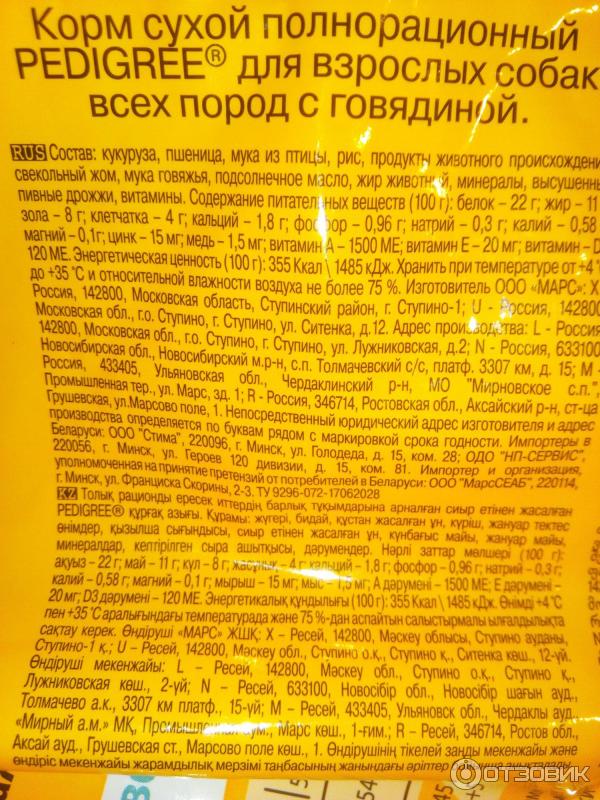 Корм сухой полнорационный
PEDIGREE® для взрослых собак
всех пород с говядиной.
RUS Состав: кукуруза, пшеница, мука из птицы, рис, продукты животного происхождени
свекольный жом, мука говяжья, подсолнечное масло, жир животный, минералы, высушенны
пивные дрожжи, витамины. Содержание питательных веществ (100 г): белок – 22 г; жир – 11
зола – 8 г; клетчатка – 4 г; кальций – 1,8 г; фосфор – 0,96 г; натрий – 0,3 г; калий – 0,58
магний – 0,1г; цинк – 15 мг; медь – 1,5 мг; витамин А – 1500 МЕ; витамин Е – 20 мг; витамин – D
120 МЕ. Энергетическая ценность (100 г): 355 Ккал \ 1485 кДж. Хранить при температуре от +4°
до +35 °С и относительной влажности воздуха не более 75 %. Изготовитель ООО «МАРС»: X
Россия, 142800, Московская область, Ступинский район, г. Ступино-1; U - Россия, 142800
Московская обл., г.о. Ступино, г. Ступино, ул. Ситенка, д.12. Адрес производства: L - Россия
142800, Московская обл., г.о. Ступино, г. Ступино, ул. Лужниковская, д.2; N - Россия, 633100
Новосибирская обл., Новосибирский м.р-н, с.п. Толмачевский с/с, платф. 3307 км, д. 15; М -
Россия, 433405, Ульяновская обл., Чердаклинский р-н, МО "Мирновское с.п.",
Промышленная тер., ул. Марс, зд. 1; R - Россия, 346714, Ростовская обл., Аксайский р-н, ст-ца
Грушевская, ул.Марсово поле, 1. Непосредственный юридический адрес изготовителя и адрес
производства определяется по буквам рядом с маркировкой срока годности. Импортеры в
Беларуси: ООО "Стима", 220096, г. Минск, ул. Голодеда, д. 15, ком. 28; ОДО "НП-СЕРВИС",
220056, г. Минск, ул. Героев 120 дивизии, д. 15, ком. 81. Импортер и организация,
уполномоченная на принятие претензий от потребителей в Беларуси: ООО "МарсСЕАБ", 220114,
г. Минск, ул. Франциска Скорины, 2-3. ТУ 9296-072-17062028
KZ Толық рационды ересек иттердің барлық тұқымдарына арналған сиыр етінен жасалған
PEDIGREE® құрғақ азығы. Құрамы: жүгері, бидай, құстан жасалған ұн, күріш, жануар тектес
өнімдер, қызылша сығындысы, сиыр етінен жасалған ұн, күнбағыс майы, жануар майы,
минералдар, кептірілген сыра ашытқысы, дәрумендер. Нәрлі заттар мөлшері (100 г):
ақуыз – 22 г; май – 11 г; күл – 8 г; жасұнық – 4 г; кальций – 1,8 г; фосфор – 0,96 г; натрий – 0,3 г;
калий – 0,58 г; магний – 0,1 г; мырыш – 15 мг; мыс – 1,5 мг; А дәрумені – 1500 МЕ; Е дәрумені –
20 мг; D3 дәрумені – 120 МЕ. Энергетикалық құндылығы (100 г): 355 Ккал \ 1485 кДж. Өнімді +4°С
пен +35°С аралығындағы температурада және 75 %-дан аспайтын салыстырмалы ылғалдылықта
сақтау керек. Өндіруші «МАРС» ЖШҚ: X – Ресей, 142800, Мәскеу облысы, Ступино ауданы,
Ступино-1 қ.; U – Ресей, 142800, Мәскеу обл., Ступино о.қ., Ступино қ., Ситенка көш., 12-үй.
Өндіруші мекенжайы: L – Ресей, 142800, Мәскеу обл., Ступино о.қ., Ступино қ.,
Лужниковская көш., 2-үй; N – Ресей, 633100, Новосібір обл., Новосібір шағын ауд.,
Толмачево а.к., 3307 км платф., 15-үй; М – Ресей, 433405, Ульяновск обл., Чердаклы ауд.,
«Мирный а.м.» МҚ, Промышленная аум., Марс көш., 1-ғим.; R – Ресей, 346714, Ростов обл.,
Аксай ауд., Грушевская ст., Марсово поле көш., 1. Өндірушінің тікелей заңды мекенжайы және
өндіріс мекенжайы жарамдылық мерзімі таңбасының жанындағы әріптер бойынша анықталады
ОТЗОВИК